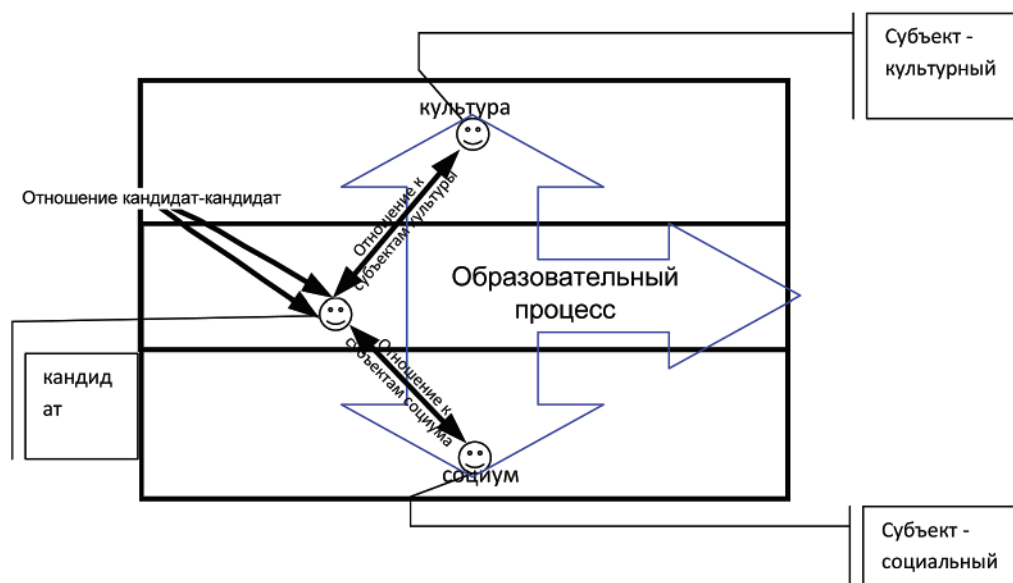 Субъект -
культурный
культура
Отношение кандидат-кандидат
Отношение к
субъектам культуры
Образовательный
процесс
кандид
ат
Отношение к
субъектам социума
социум
Субъект -
социальный